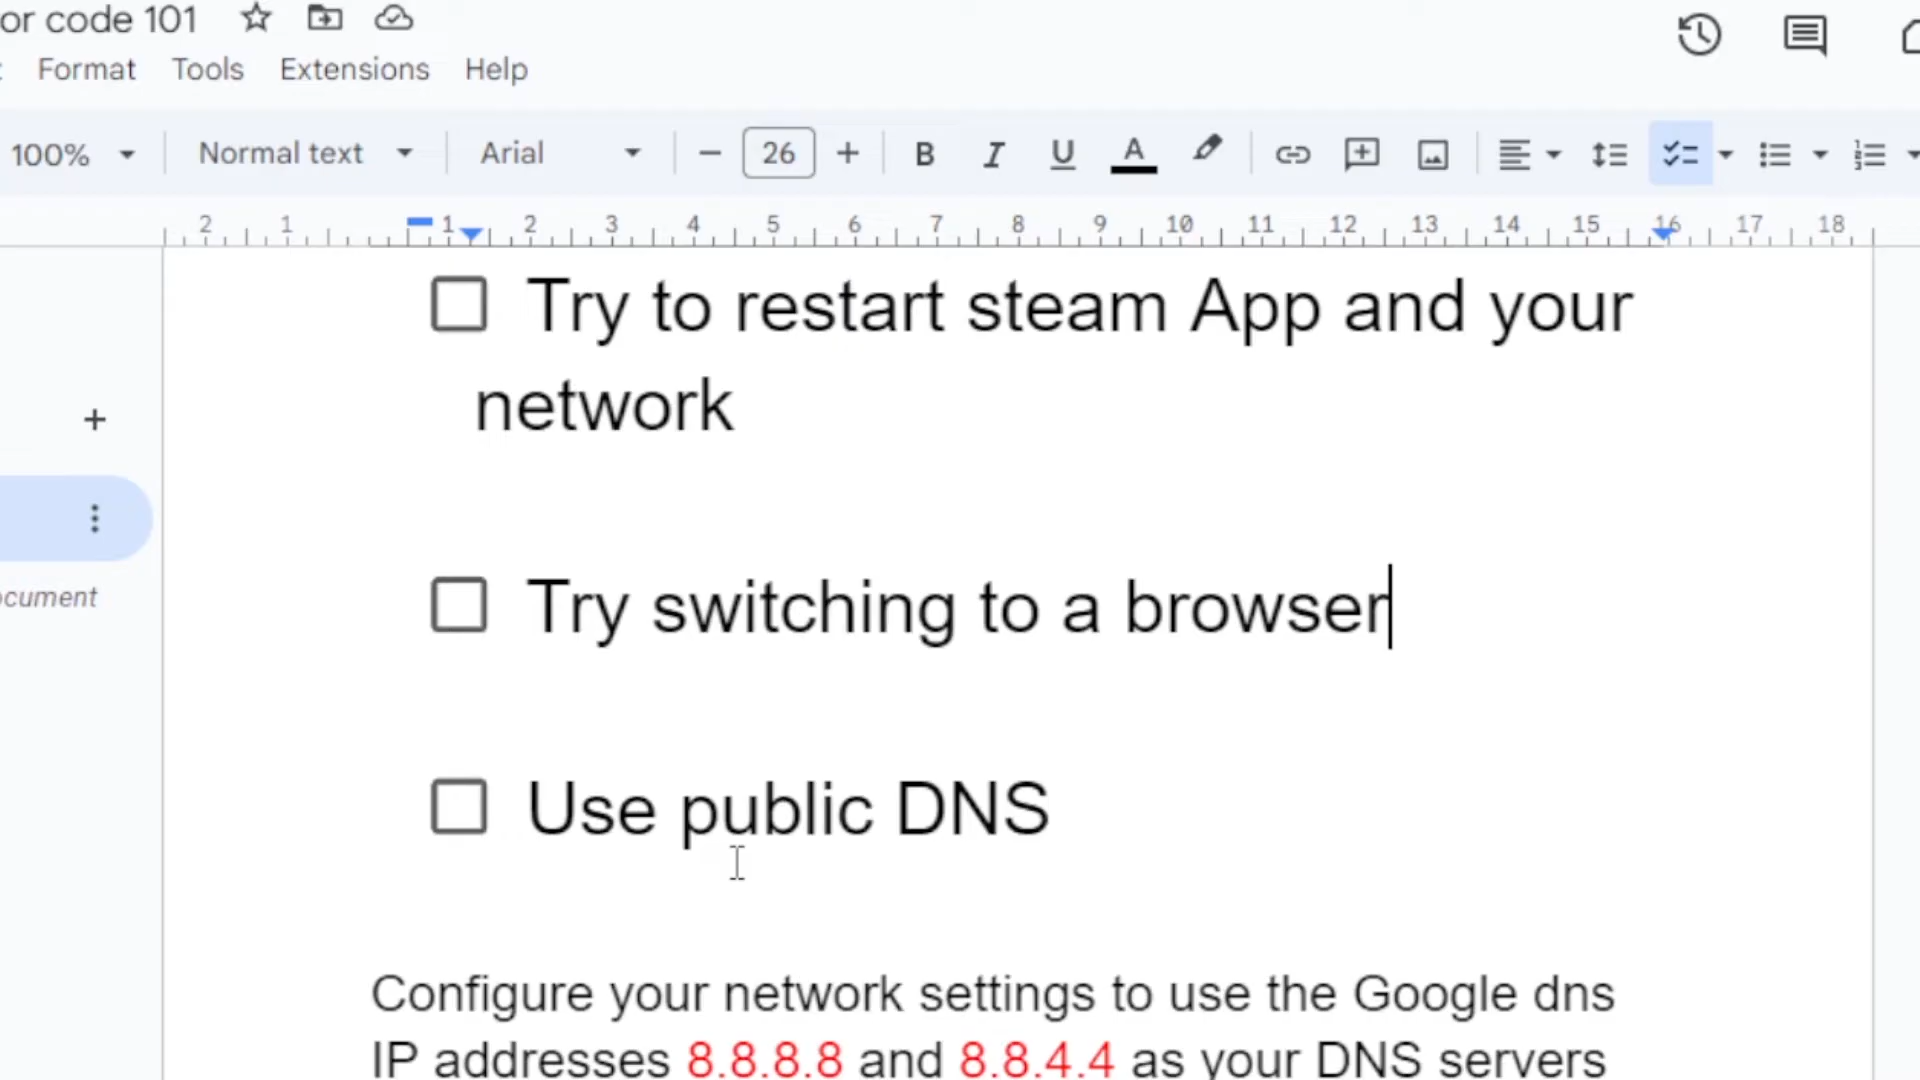 or code 101
Format Tools Extensions Help
100% Normal text Arial 26 B I U A
2 1 1 2 3 4 5 6 7 8 9 10 11 12 13 14 15 16 17 18
Try to restart steam App and your
network
Try switching to a browser
ocument
Use public DNS
Configure your network settings to use the Google dns
IP addresses 8.8.8.8 and 8.8.4.4 as your DNS servers